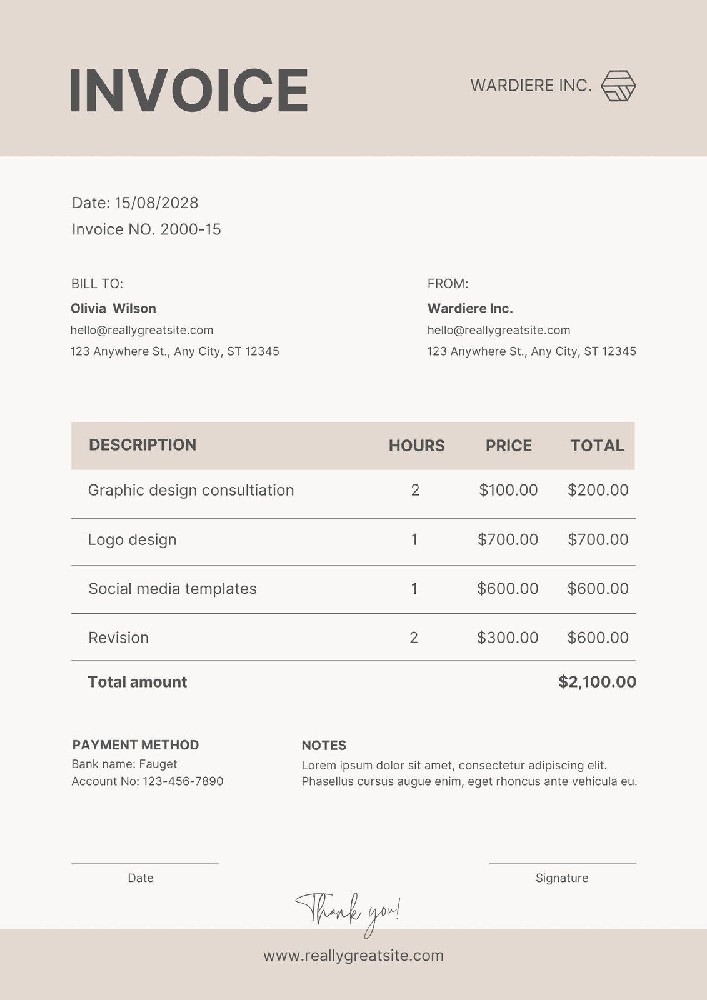 INVOICE
WARDIERE INC.
Date: 15/08/2028
Invoice NO. 2000-15
BILL TO:
Olivia Wilson
hello@reallygreatsite.com
123 Anywhere St., Any City, ST 12345
FROM:
Wardiere Inc.
hello@reallygreatsite.com
123 Anywhere St., Any City, ST 12345
DESCRIPTION HOURS PRICE TOTAL
Graphic design consultiation 2 $100.00 $200.00
Logo design 1 $700.00 $700.00
Social media templates 1 $600.00 $600.00
Revision 2 $300.00 $600.00
Total amount $2,100.00
PAYMENT METHOD
Bank name: Fauget
Account No: 123-456-7890
NOTES
Lorem ipsum dolor sit amet, consectetur adipiscing elit.
Phasellus cursus augue enim, eget rhoncus ante vehicula eu.
Date
Signature
Thank you!
www.reallygreatsite.com